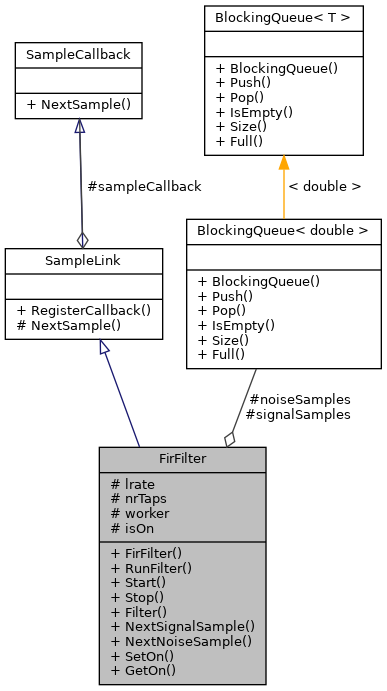 BlockingQueue< T >
+ BlockingQueue()
+ Push()
+ Pop()
+ IsEmpty()
+ Size()
+ Full()
SampleCallback
+ NextSample()
#sampleCallback
< double >
BlockingQueue< double >
+ BlockingQueue()
+ Push()
+ Pop()
+ IsEmpty()
+ Size()
+ Full()
SampleLink
+ RegisterCallback()
# NextSample()
#noiseSamples
#signalSamples
FirFilter
# lrate
# nrTaps
# worker
# isOn
+ FirFilter()
+ RunFilter()
+ Start()
+ Stop()
+ Filter()
+ NextSignalSample()
+ NextNoiseSample()
+ SetOn()
+ GetOn()